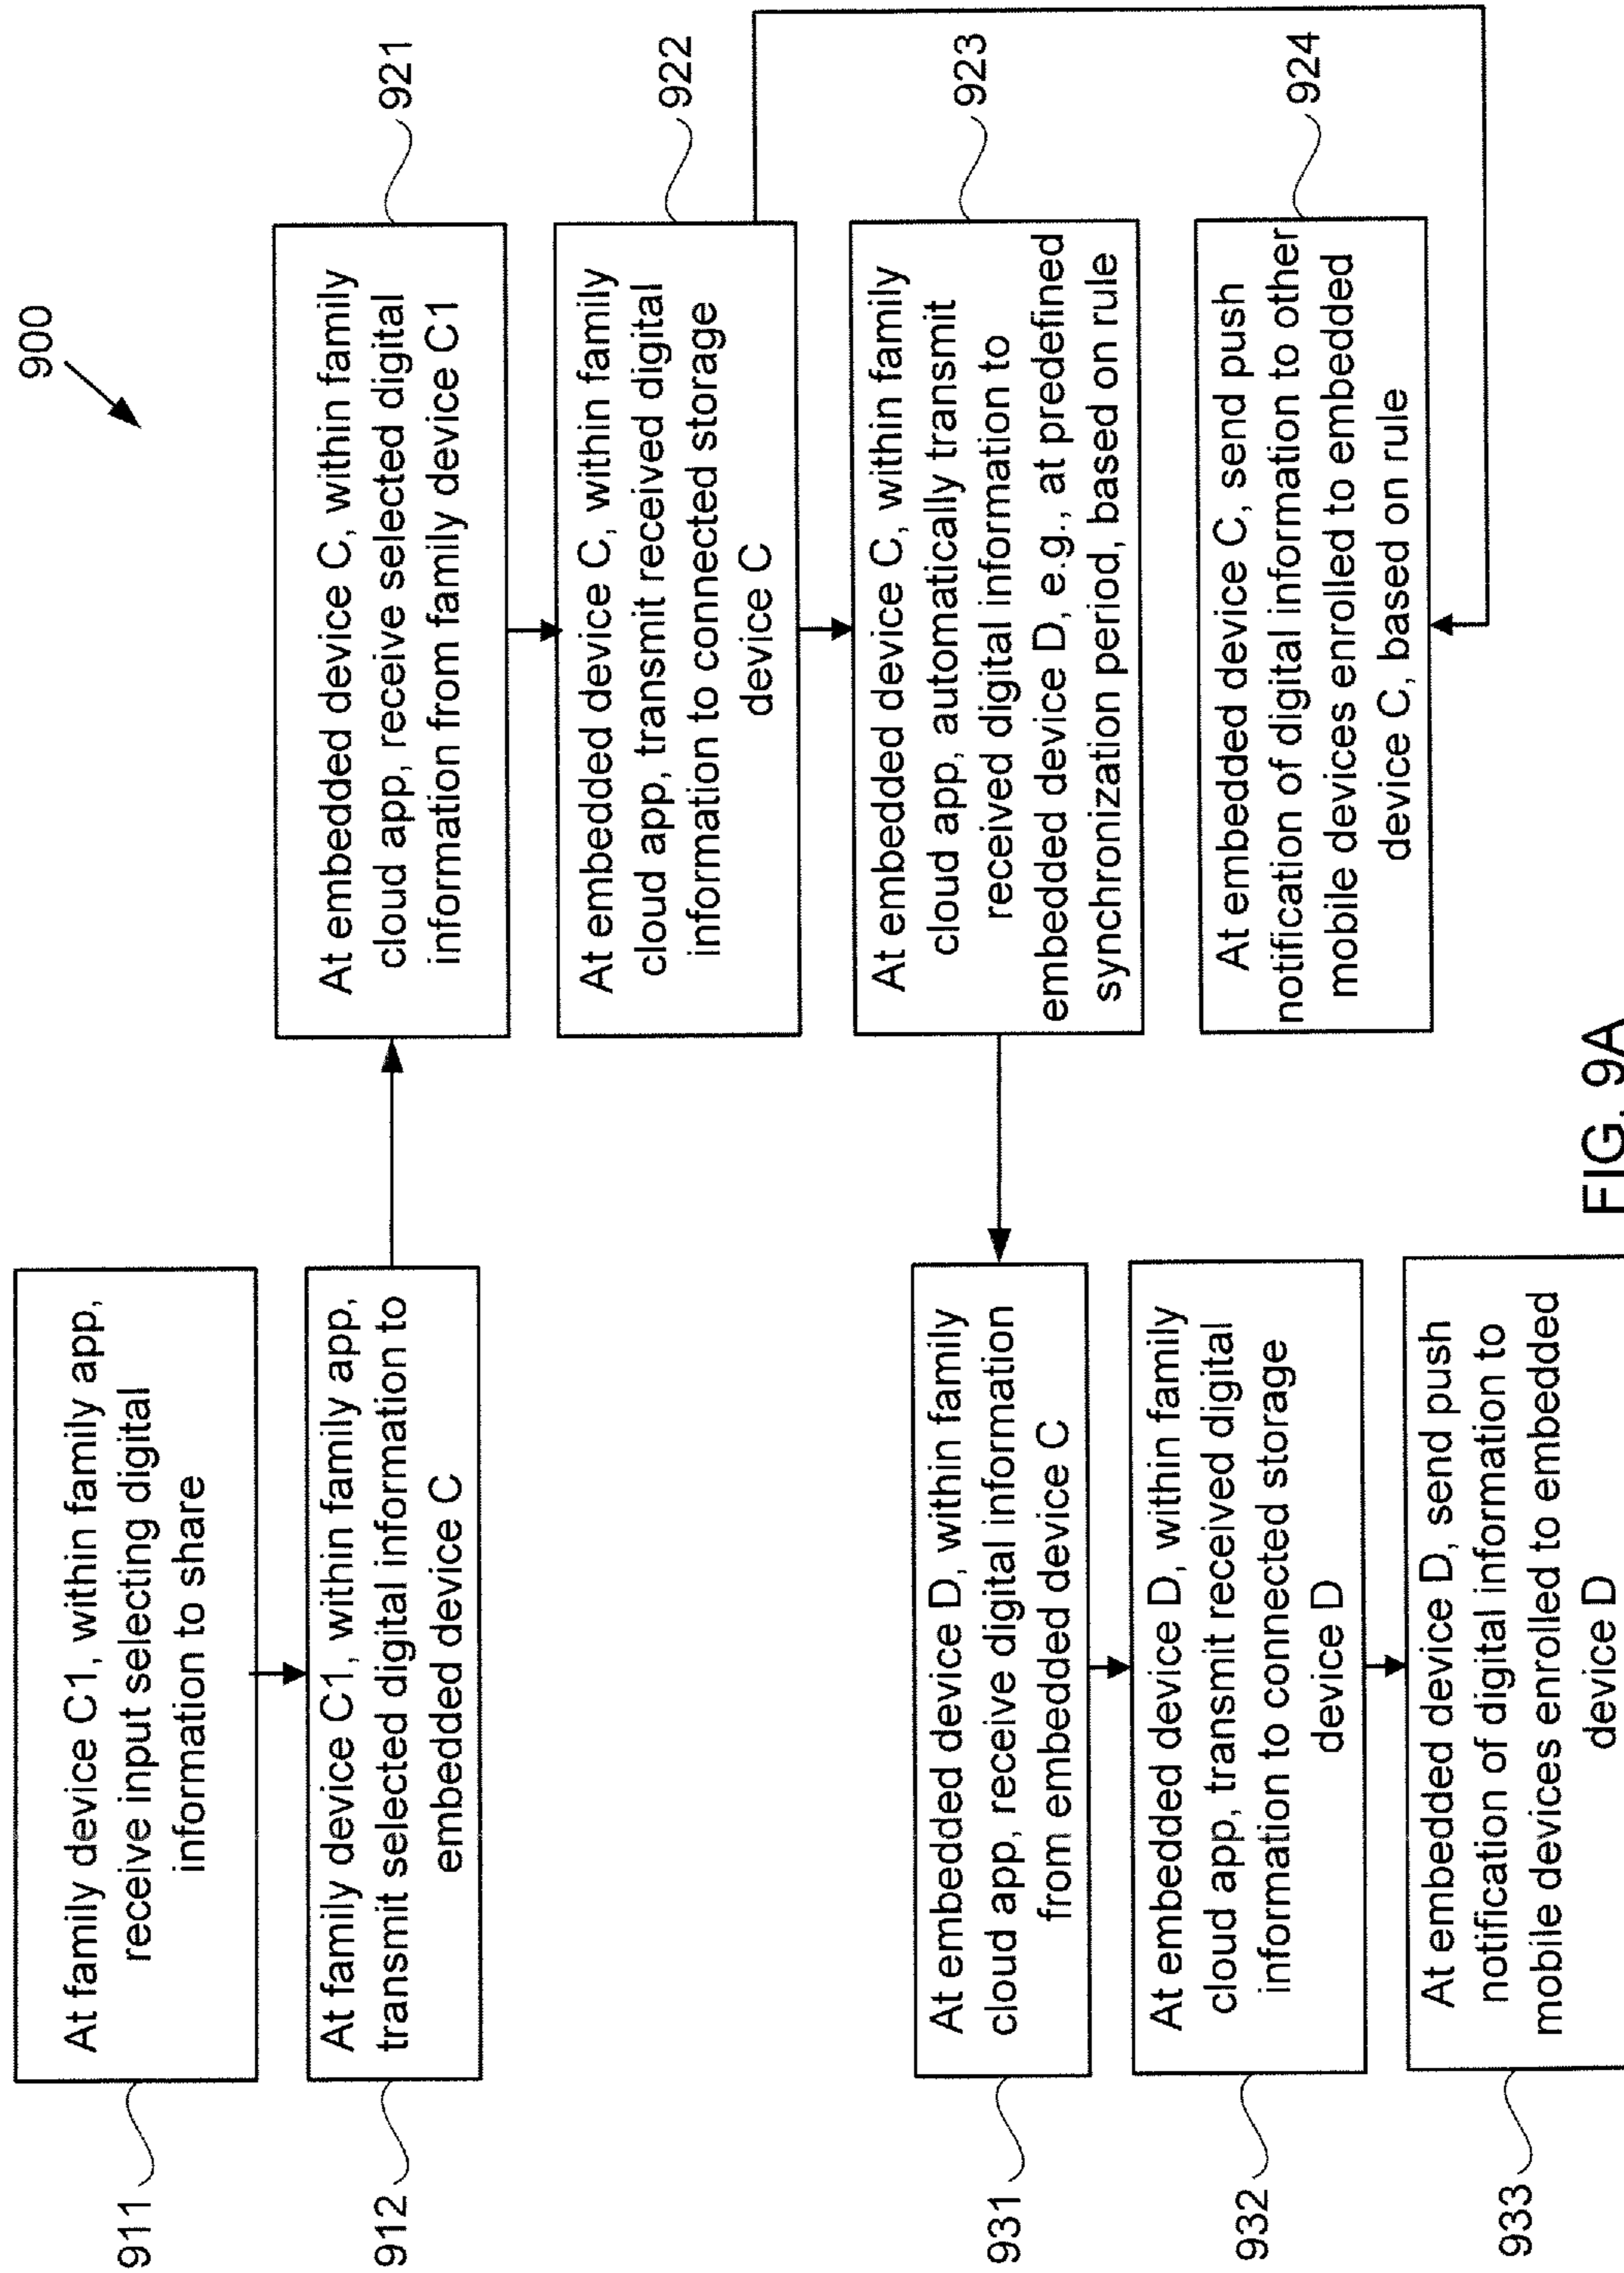 900
At family device C1, within family app,
receive input selecting digital
information to share
911
At family device C1, within family app,
transmit selected digital information to
embedded device C
912
At embedded device C, within family
cloud app, receive selected digital
information from family device C1
921
At embedded device C, within family
cloud app, transmit received digital
information to connected storage
device C
922
At embedded device C, within family
cloud app, automatically transmit
received digital information to
embedded device D, e.g., at predefined
synchronization period, based on rule
923
At embedded device C, send push
notification of digital information to other
mobile devices enrolled to embedded
device C, based on rule
924
At embedded device D, within family
cloud app, receive digital information
from embedded device C
931
At embedded device D, within family
cloud app, transmit received digital
information to connected storage
device D
932
At embedded device D, send push
notification of digital information to
mobile devices enrolled to embedded
device D
933
FIG. 9A